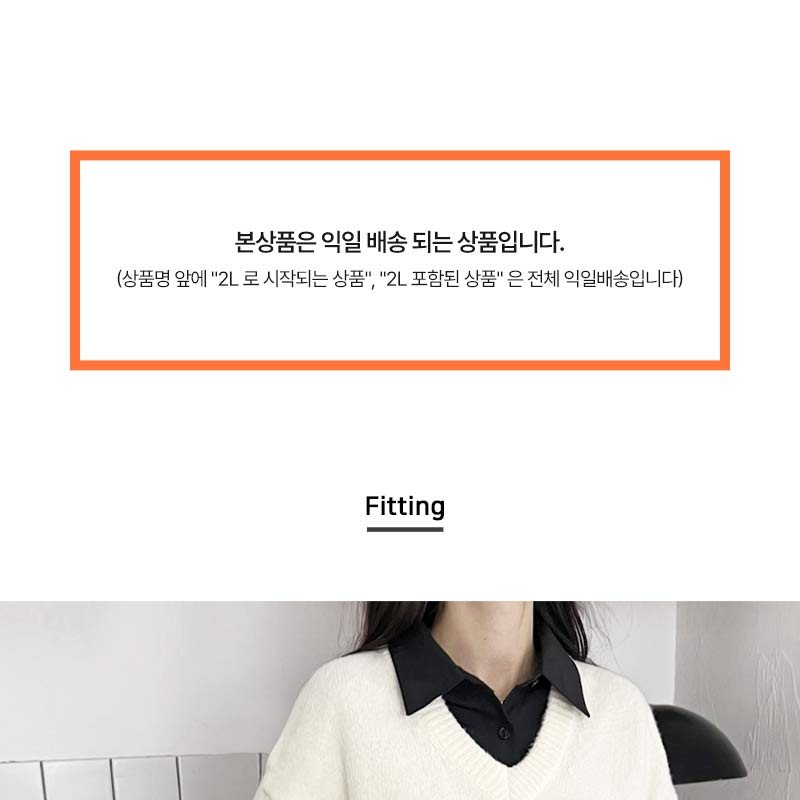 본상품은 익일 배송 되는 상품입니다.
(상품명 앞에 "2L 로 시작되는 상품", "2L 포함된 상품" 은 전체 익일배송입니다)
Fitting